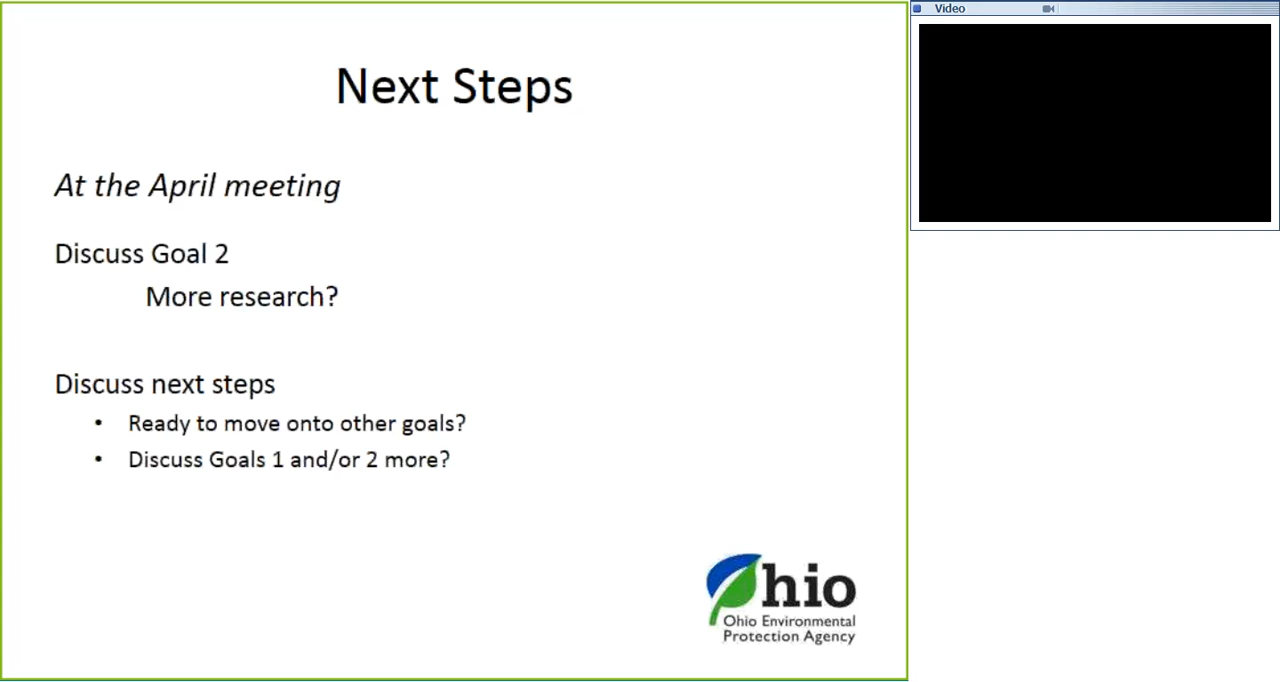 Next Steps
At the April meeting
Discuss Goal 2
More research?
Discuss next steps
• Ready to move onto other goals?
• Discuss Goals 1 and/or 2 more?
Ohio
Ohio Environmental
Protection Agency
Video